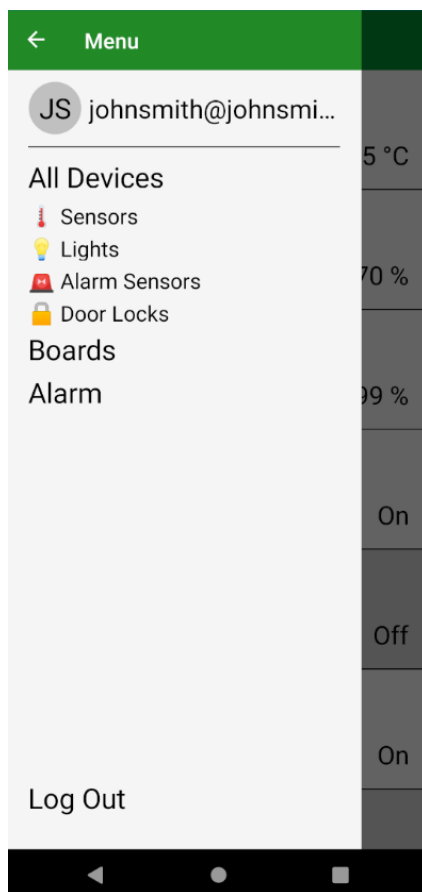 Menu
JS johnsmith@johnsmi...
5 °C
All Devices
Sensors
Lights
70 %
Alarm Sensors
Door Locks
Boards
Alarm
99 %
On
Off
On
Log Out